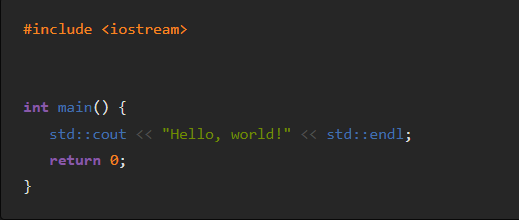 #include <iostream>
int main() {
   std::cout << "Hello, world!" << std::endl;
   return 0;
}